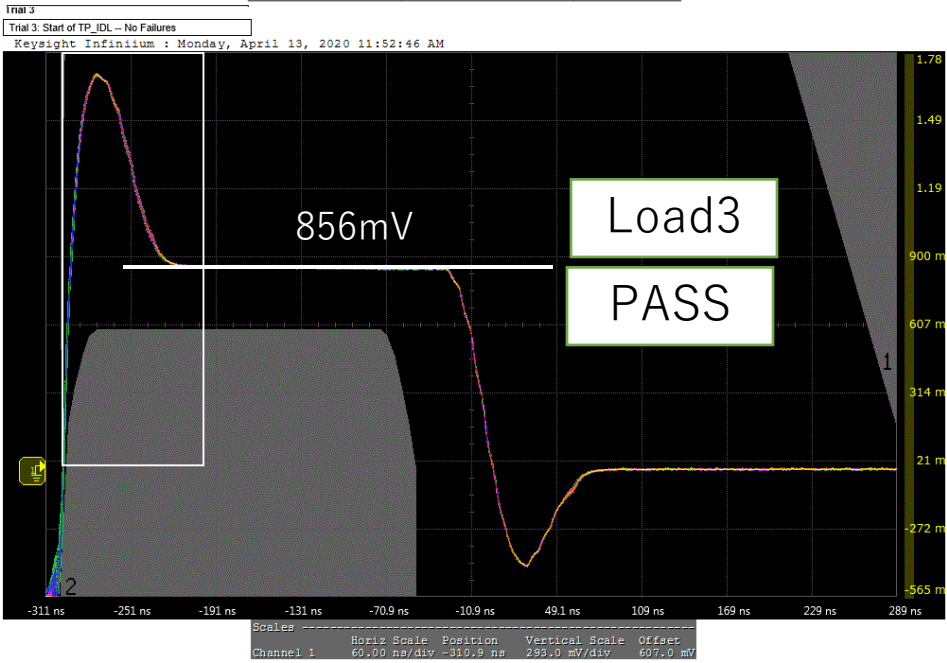 Trial 3
Trial 3: Start of TP_IDL -- No Failures
Keysight Infiniium : Monday, April 13, 2020 11:52:46 AM
1.78
1.49
1.19
856mV
Load3
900 m
PASS
607 m
1
314 m
21 m
-272 m
2
-565 m
-311 ns -251 ns -191 ns -131 ns -70.9 ns -109.9 ns 49.1 ns 109 ns 169 ns 229 ns 289 ns
Scales
Horiz Scale Position Vertical Scale Offset
Channel 1 60.00 ns/div -310.9 ns 293.0 mV/div 607.0 mV